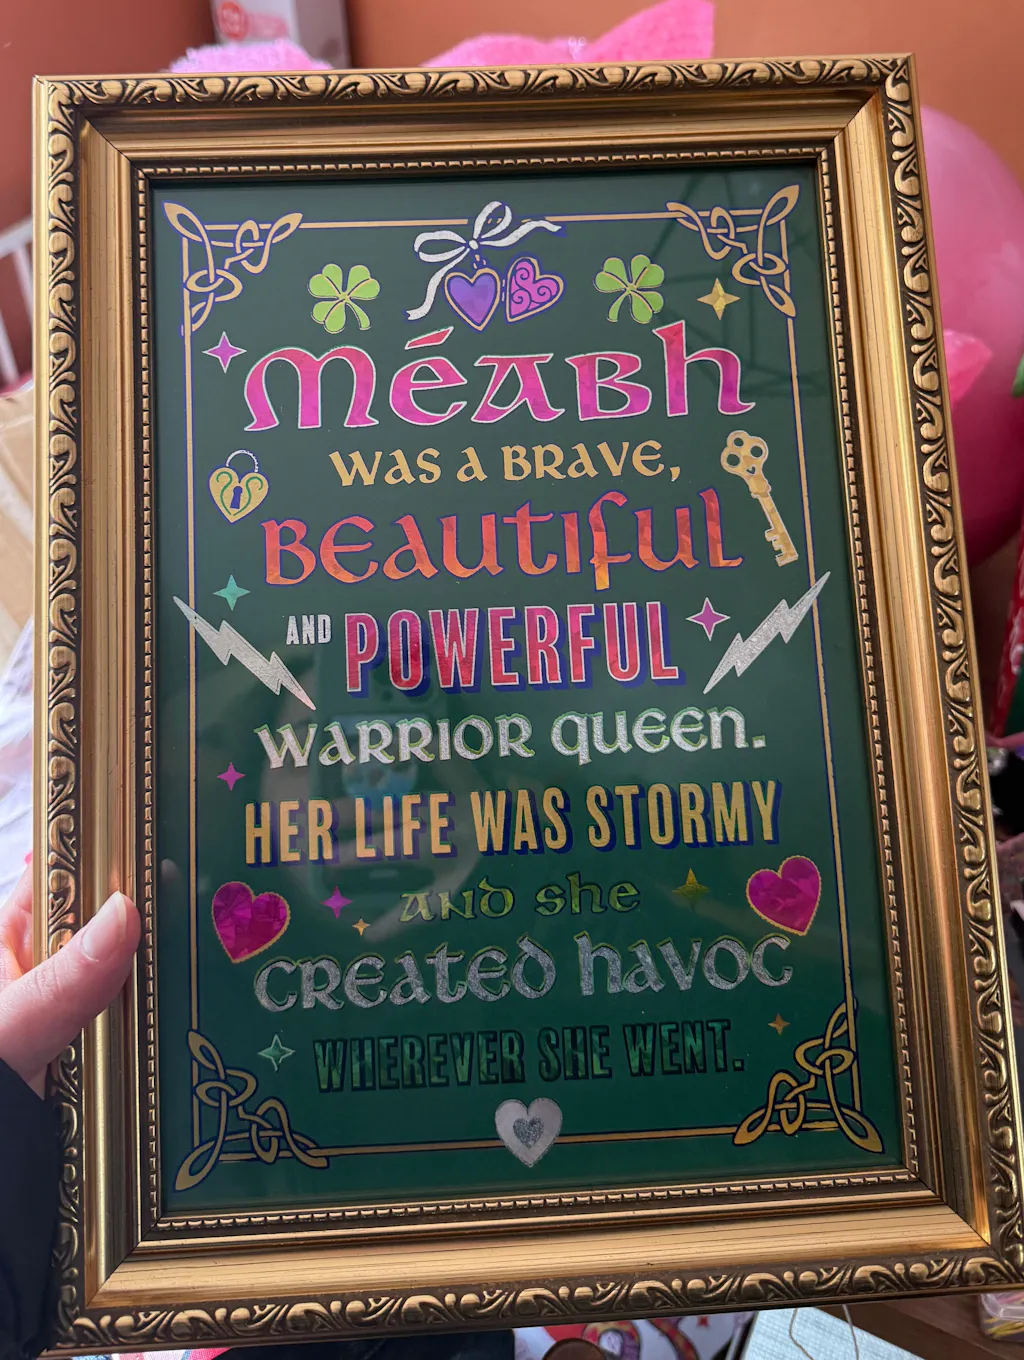 Méabh
WAS A BRAVE,
BEAUTIFUL
AND POWERFUL
WARRIOR QUEEN.
HER LIFE WAS STORMY
AND She
CREATED HAVOC
WHEREVER SHE WENT.